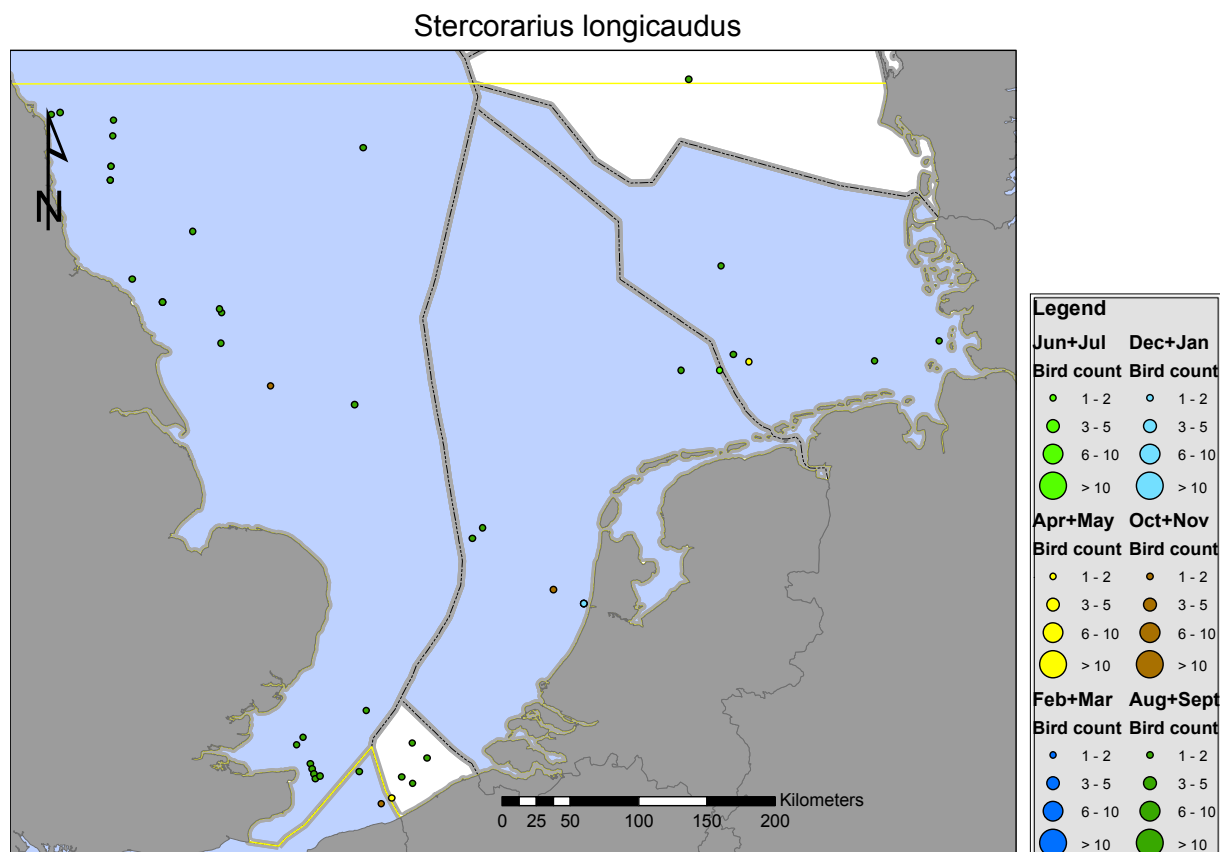 Stercorarius longicaudus
N
Kilometers
0 25 50 100 150 200
Legend
Jun+Jul Dec+Jan
Bird count Bird count
1 - 2 1 - 2
3 - 5 3 - 5
6 - 10 6 - 10
> 10 > 10
Apr+May Oct+Nov
Bird count Bird count
1 - 2 1 - 2
3 - 5 3 - 5
6 - 10 6 - 10
> 10 > 10
Feb+Mar Aug+Sept
Bird count Bird count
1 - 2 1 - 2
3 - 5 3 - 5
6 - 10 6 - 10
> 10 > 10